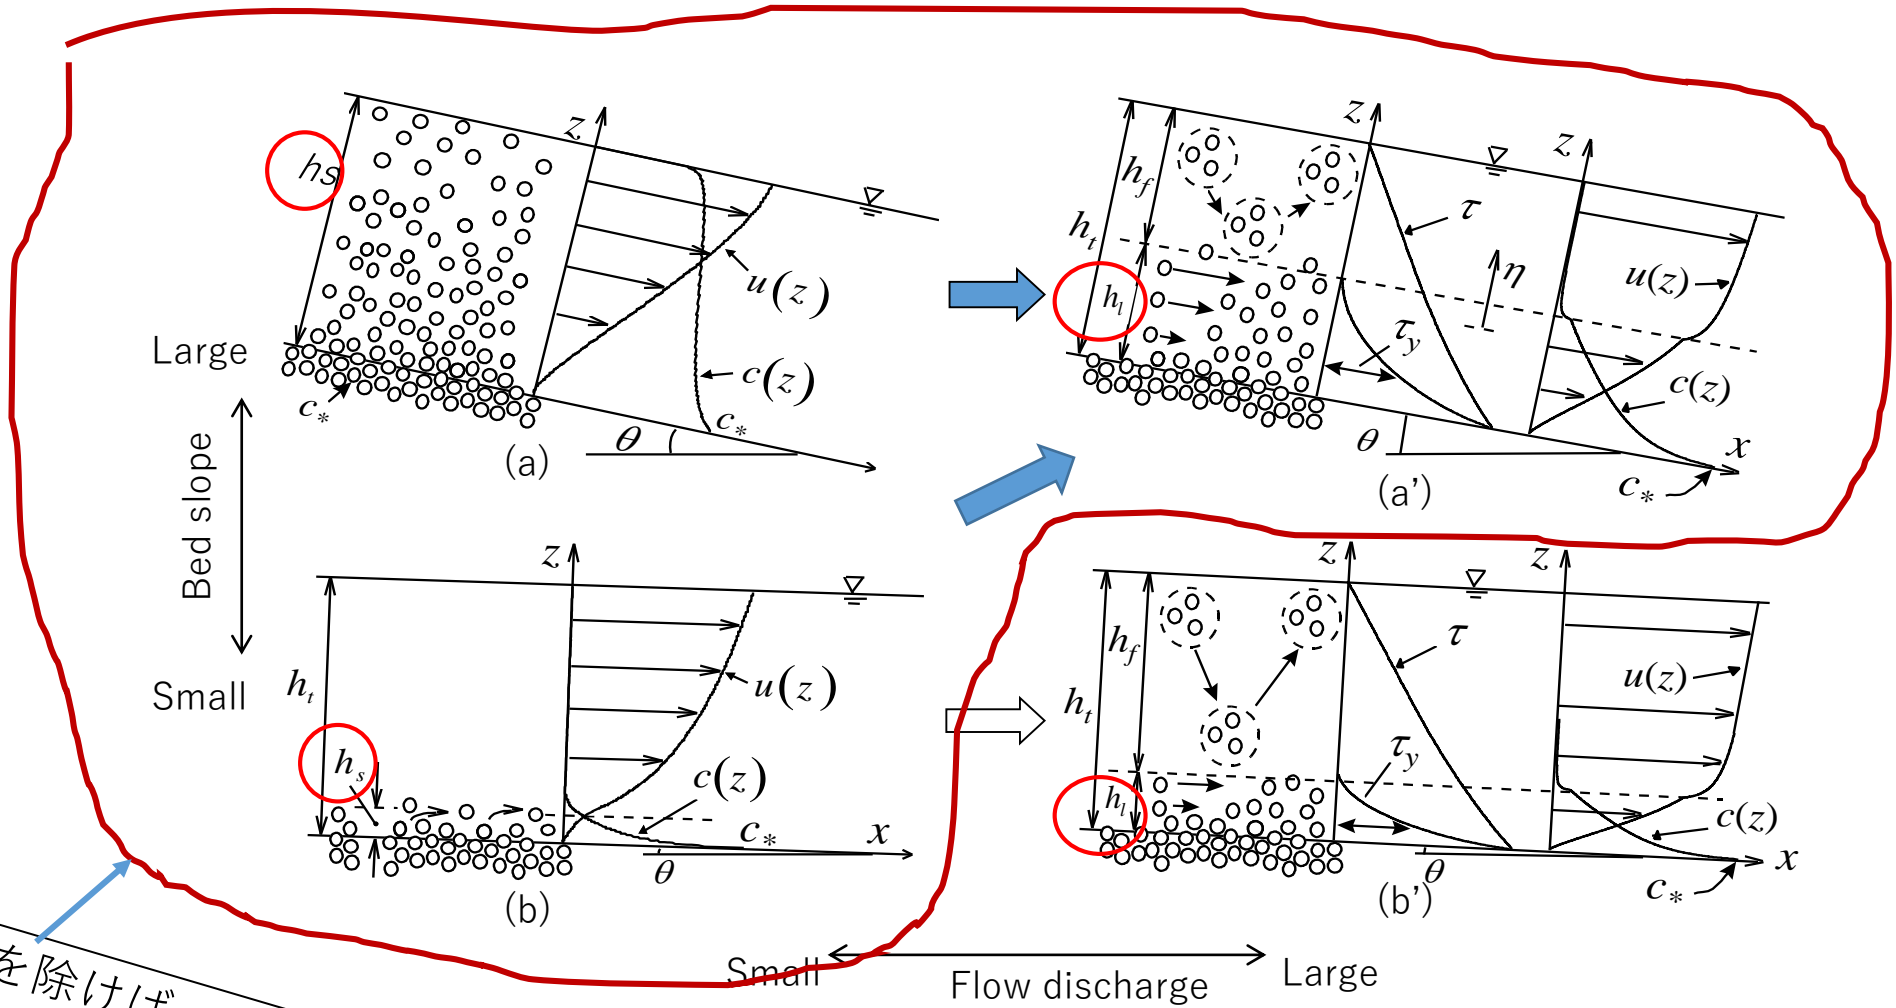 hs
z
u(z)
c(z)
c*
c*
θ
(a)
z
z
h_f
h_t
h_l
τ
η
τ_y
u(z)
c(z)
θ
x
c*
(a')
Large
Bed slope
Small
z
h_t
h_s
u(z)
c(z)
c*
x
θ
(b)
z
z
h_f
h_t
h_l
τ
τ_y
u(z)
c(z)
θ
x
c*
(b')
Small
Flow discharge
Large
を除けば